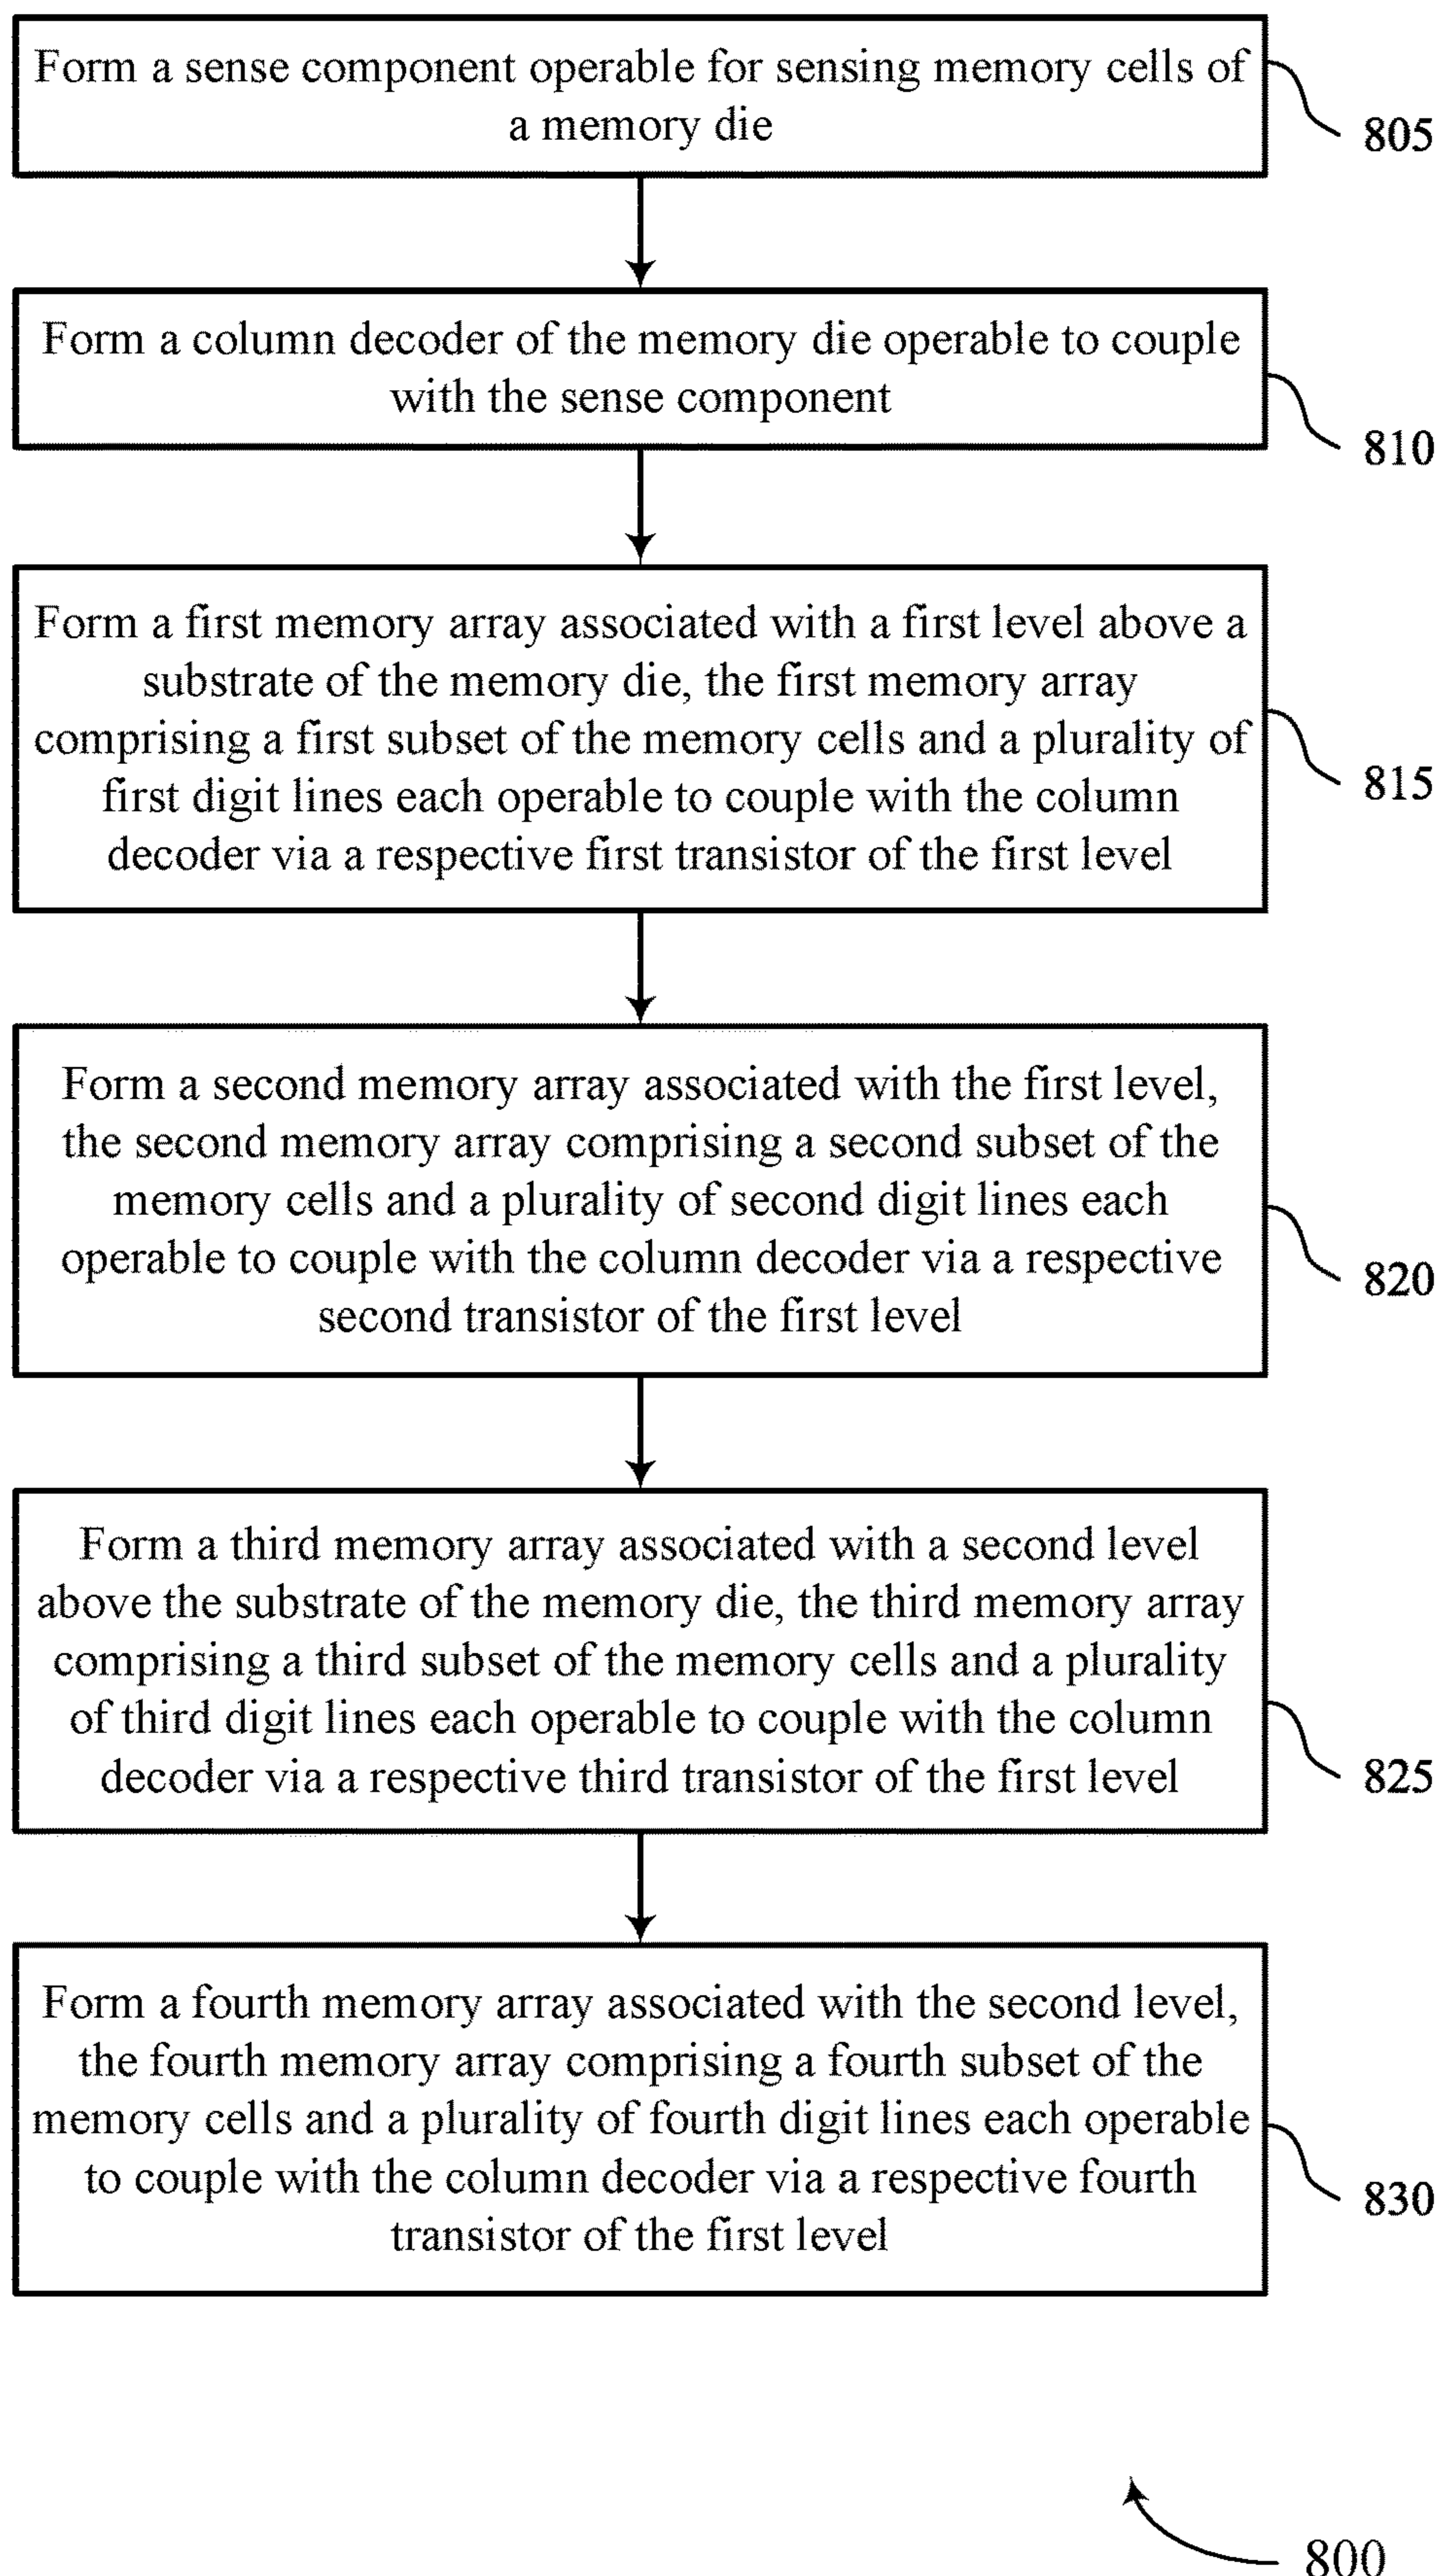 Form a sense component operable for sensing memory cells of
a memory die
805
Form a column decoder of the memory die operable to couple
with the sense component
810
Form a first memory array associated with a first level above a
substrate of the memory die, the first memory array
comprising a first subset of the memory cells and a plurality of
first digit lines each operable to couple with the column
decoder via a respective first transistor of the first level
815
Form a second memory array associated with the first level,
the second memory array comprising a second subset of the
memory cells and a plurality of second digit lines each
operable to couple with the column decoder via a respective
second transistor of the first level
820
Form a third memory array associated with a second level
above the substrate of the memory die, the third memory array
comprising a third subset of the memory cells and a plurality
of third digit lines each operable to couple with the column
decoder via a respective third transistor of the first level
825
Form a fourth memory array associated with the second level,
the fourth memory array comprising a fourth subset of the
memory cells and a plurality of fourth digit lines each operable
to couple with the column decoder via a respective fourth
transistor of the first level
830
800